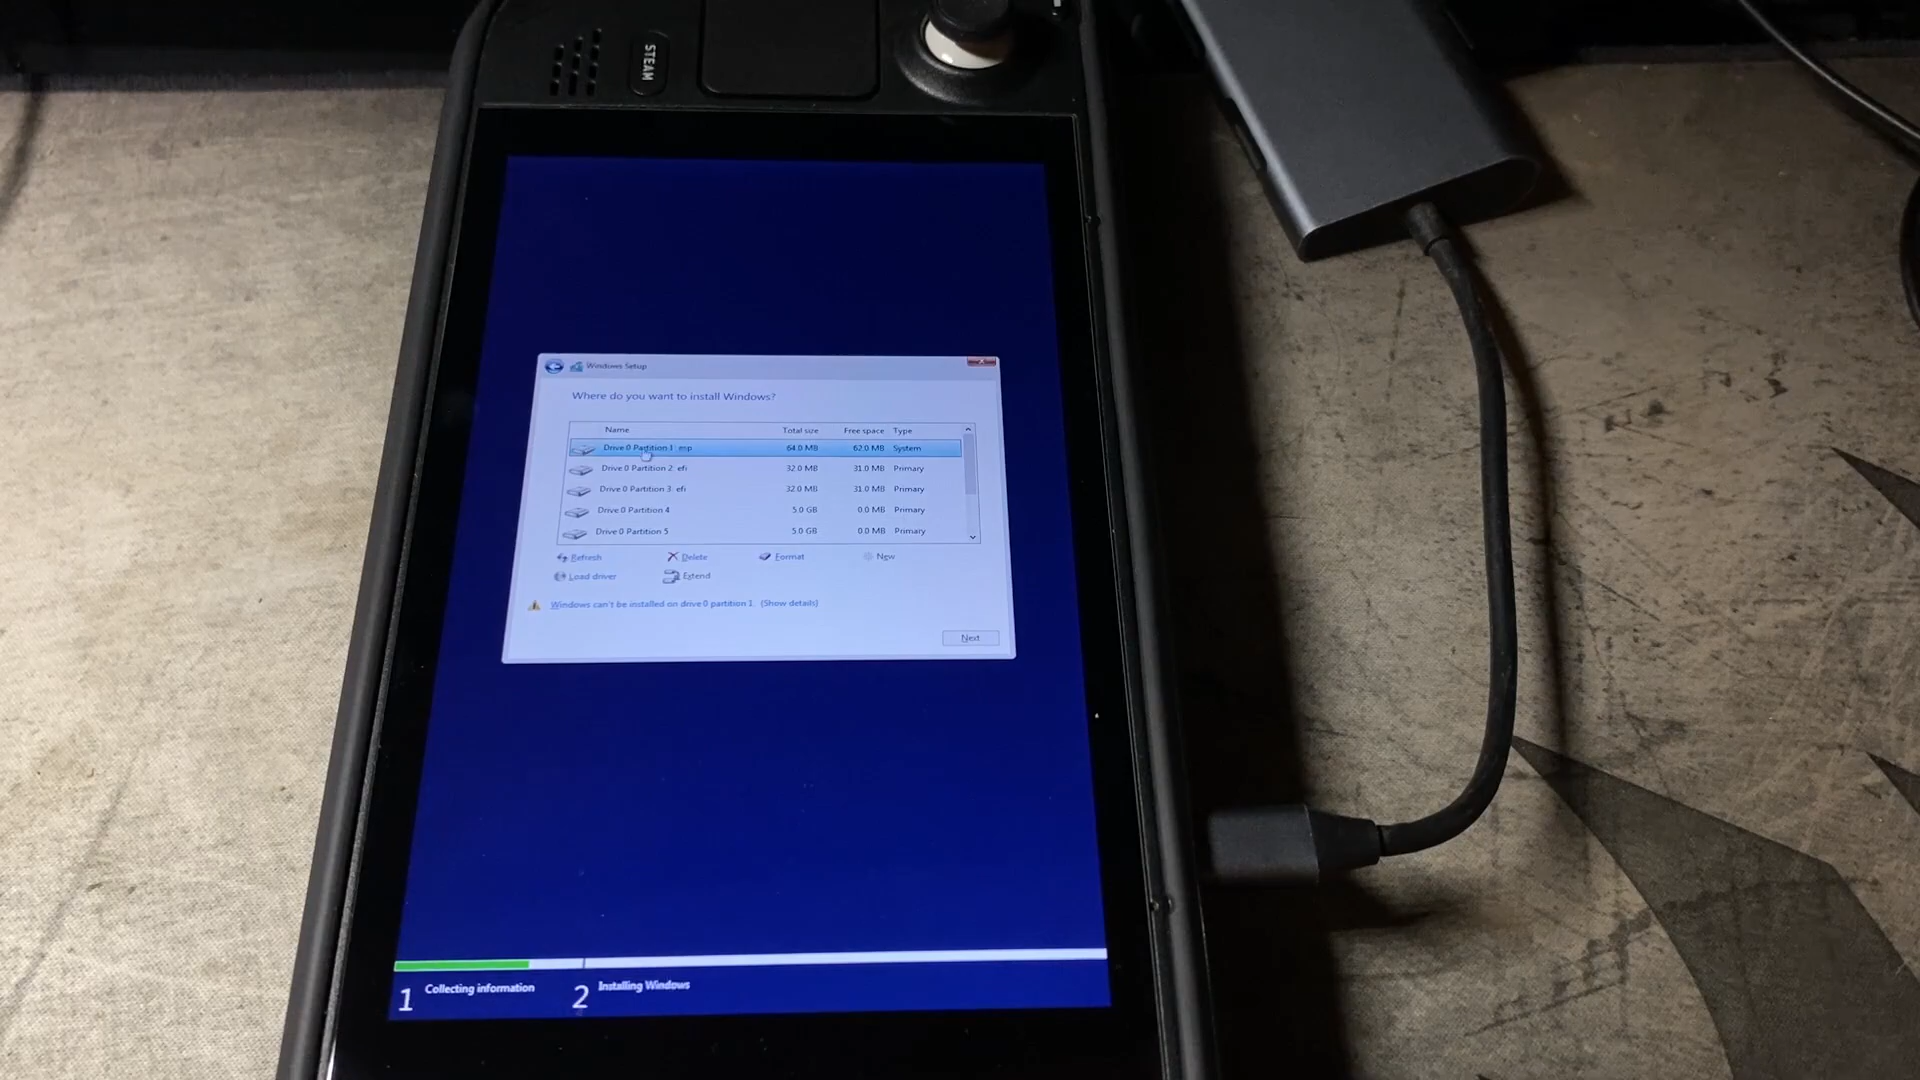 STEAM
Windows Setup
Where do you want to install Windows?
Name Total size Free space Type
Drive 0 Partition 1: esp 64.0 MB 62.0 MB System
Drive 0 Partition 2: efi 32.0 MB 31.0 MB Primary
Drive 0 Partition 3: efi 32.0 MB 31.0 MB Primary
Drive 0 Partition 4 5.0 GB 0.0 MB Primary
Drive 0 Partition 5 5.0 GB 0.0 MB Primary
Refresh Delete Format New
Load driver Extend
Windows can't be installed on drive 0 partition 1. (Show details)
Next
1 Collecting information 2 Installing Windows